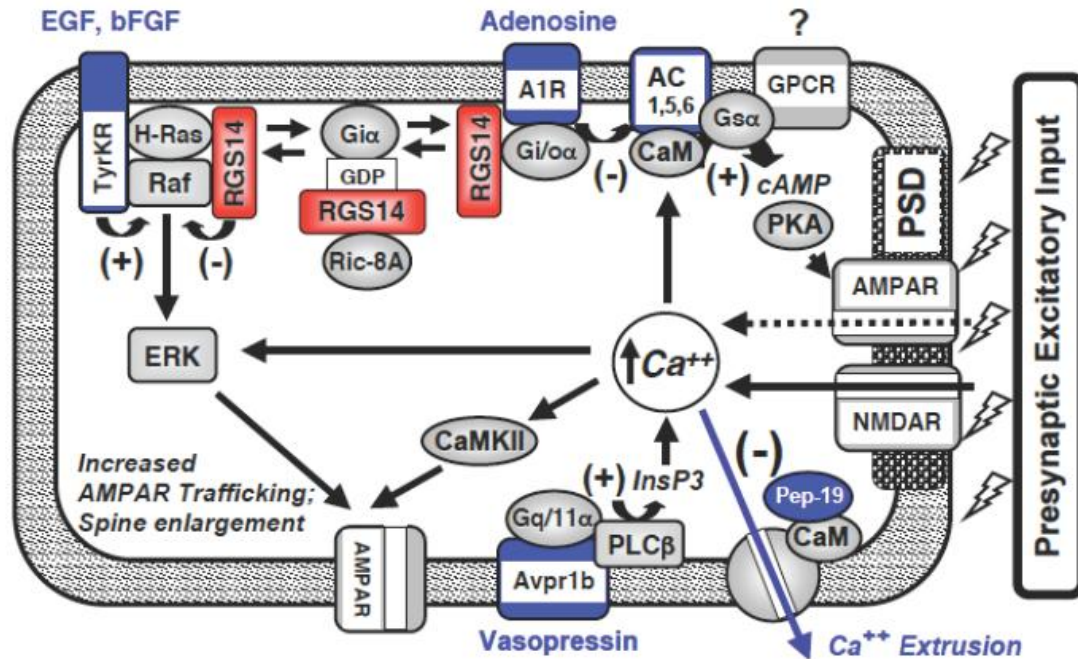 EGF, bFGF
Adenosine
?
TyrKR
H-Ras
Raf
RGS14
(+)
(-)
Giα
GDP
RGS14
Ric-8A
RGS14
A1R
Gi/oα
(-)
AC
1,5,6
CaM
Gsα
GPCR
(+) cAMP
PKA
PSD
AMPAR
NMDAR
Presynaptic Excitatory Input
ERK
Ca++
CaMKII
Increased
AMPAR Trafficking;
Spine enlargement
AMPAR
(+) InsP3
Gq/11α
PLCβ
Avpr1b
Vasopressin
(-)
Pep-19
CaM
Ca++ Extrusion